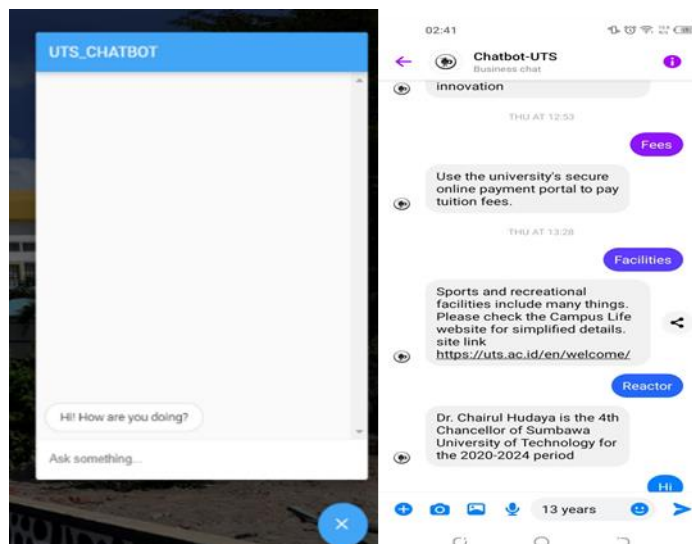 UTS_CHATBOT
Hi! How are you doing?
Ask something...
02:41
Chatbot-UTS
Business chat
innovation
THU AT 12:53
Fees
Use the university's secure
online payment portal to pay
tuition fees.
THU AT 13:28
Facilities
Sports and recreational
facilities include many things.
Please check the Campus Life
website for simplified details.
site link
https://uts.ac.id/en/welcome/
Reactor
Dr. Chairul Hudaya is the 4th
Chancellor of Sumbawa
University of Technology for
the 2020-2024 period
Hi
13 years